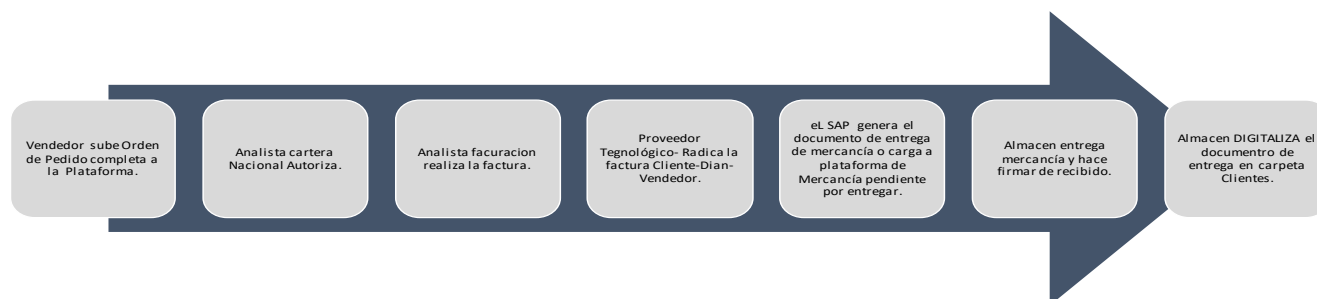 Vendedor sube Orden
de Pedido completa a
la Plataforma.
Analista cartera
Nacional Autoriza.
Analista facuracion
realiza la factura.
Proveedor
Tegnológico- Radica la
factura Cliente-Dian-
Vendedor.
eL SAP genera el
documento de entrega
de mercancía o carga a
plataforma de
Mercancía pendiente
por entregar.
Almacen entrega
mercancía y hace
firmar de recibido.
Almacen DIGITALIZA el
documentro de
entrega en carpeta
Clientes.